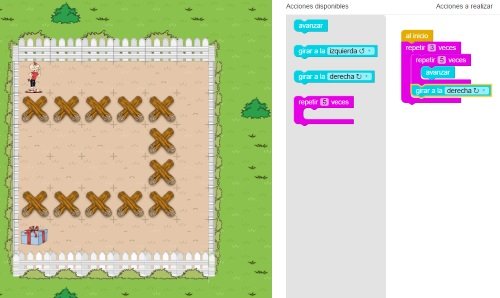 Acciones disponibles
Acciones a realizar
avanzar
girar a la izquierda ↺
girar a la derecha ↻
repetir 5 veces
al inicio
repetir 3 veces
repetir 5 veces
avanzar
girar a la derecha ↻